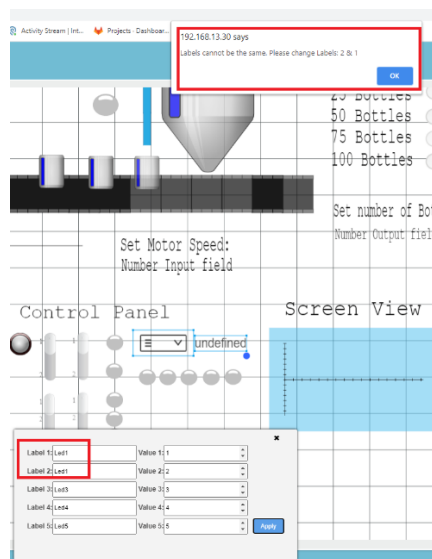 Activity Stream | Int...
Projects · Dashboar...
192.168.13.30 says
Labels cannot be the same. Please change Labels: 2 & 1
OK
25 Bottles
50 Bottles
75 Bottles
100 Bottles
Set number of Bo
Number Output fiel
Set Motor Speed:
Number Input field
Control Panel
Screen View
undefined
Label 1: Led1 Value 1: 1
Label 2: Led1 Value 2: 2
Label 3: Led3 Value 3: 3
Label 4: Led4 Value 4: 4
Label 5: Led5 Value 5: 5
Apply